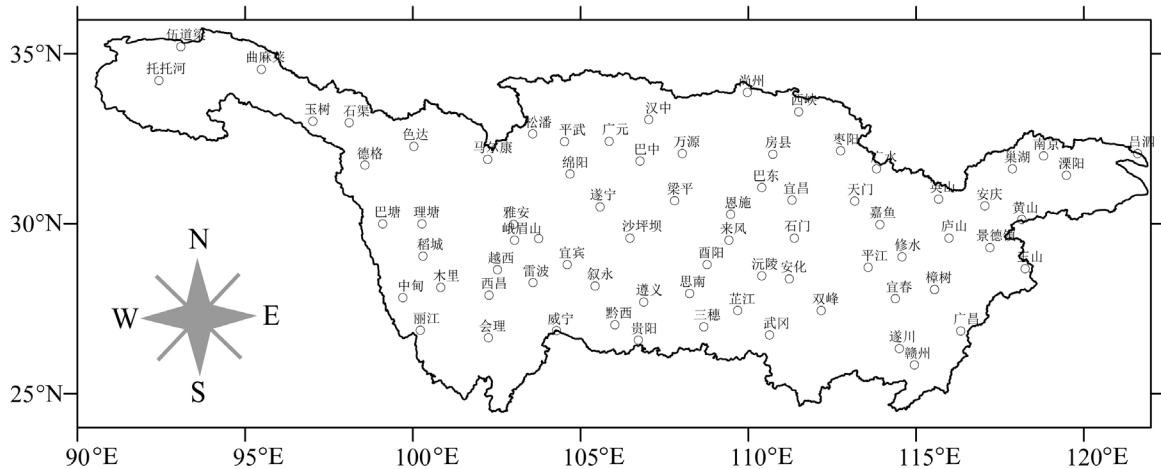 伍道梁
35°N
曲麻莱
托托河
尚州
西峡
玉树
石渠
汉中
松潘
平武
广元
色达
万源
房县
枣阳
马尔康
巴中
南京
吕泗
德格
绵阳
巢湖
溧阳
广水
巴东
遂宁
梁平
宜昌
天门
英山
安庆
30°N
巴塘
理塘
雅安
恩施
嘉鱼
黄山
峨眉山
沙坪坝
来风
石门
庐山
景德镇
稻城
越西
宜宾
酉阳
平江
修水
玉山
木里
雷波
叙永
沅陵
安化
樟树
中甸
西昌
遵义
思南
宜春
芷江
双峰
丽江
会理
威宁
黔西
贵阳
三穗
武冈
广昌
遂川
赣州
N
W
E
S
25°N
90°E
95°E
100°E
105°E
110°E
115°E
120°E